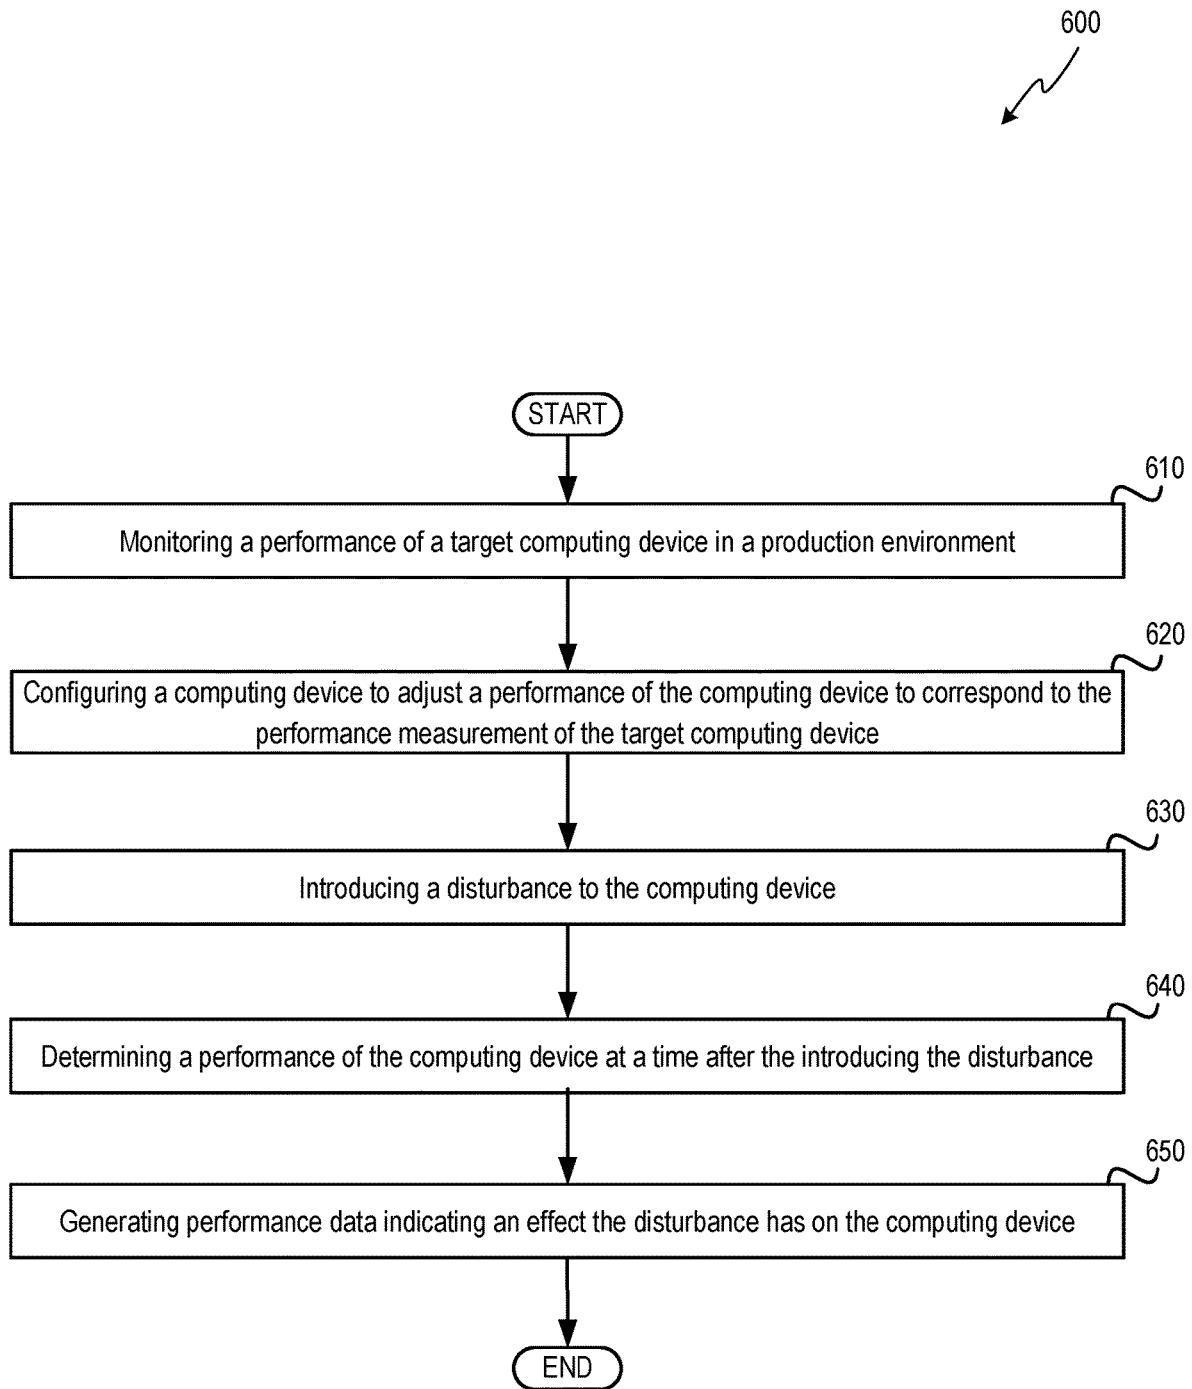 600
START
610
Monitoring a performance of a target computing device in a production environment
620
Configuring a computing device to adjust a performance of the computing device to correspond to the
performance measurement of the target computing device
630
Introducing a disturbance to the computing device
640
Determining a performance of the computing device at a time after the introducing the disturbance
650
Generating performance data indicating an effect the disturbance has on the computing device
END